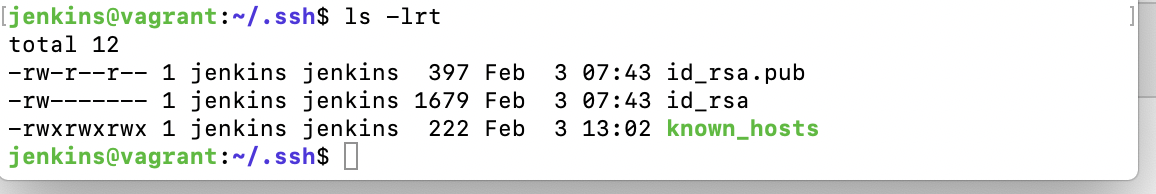 [jenkins@vagrant:~/.ssh$ ls -lrt ]
total 12
-rw-r--r-- 1 jenkins jenkins  397 Feb  3 07:43 id_rsa.pub
-rw------- 1 jenkins jenkins 1679 Feb  3 07:43 id_rsa
-rwxrwxrwx 1 jenkins jenkins  222 Feb  3 13:02 known_hosts
jenkins@vagrant:~/.ssh$